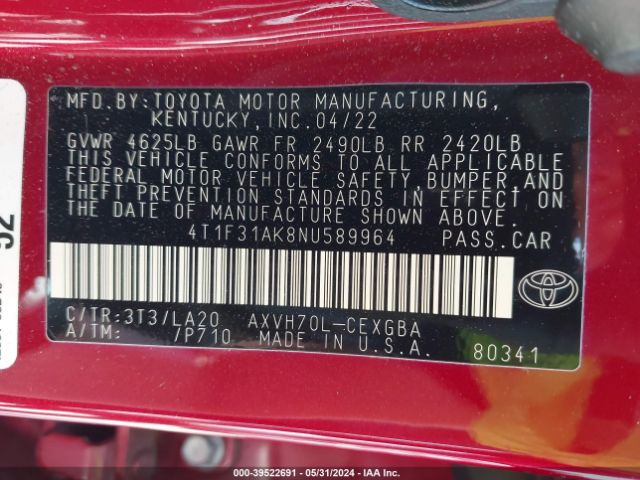 MFD.BY:TOYOTA MOTOR MANUFACTURING,
KENTUCKY,INC.04/22
GVWR 4625LB GAWR FR 2490LB RR 2420LB
THIS VEHICLE CONFORMS TO ALL APPLICABLE
FEDERAL MOTOR VEHICLE SAFETY,BUMPER,AND
THEFT PREVENTION STANDARDS IN EFFECT ON
THE DATE OF MANUFACTURE SHOWN ABOVE.
4T1F31AK8NU589964 PASS.CAR
C/TR:3T3/LA20 AXVH70L-CEXGBA
A/TM: /P710 MADE IN U.S.A. 80341
52
000-39522691 - 05/31/2024 - IAA Inc.